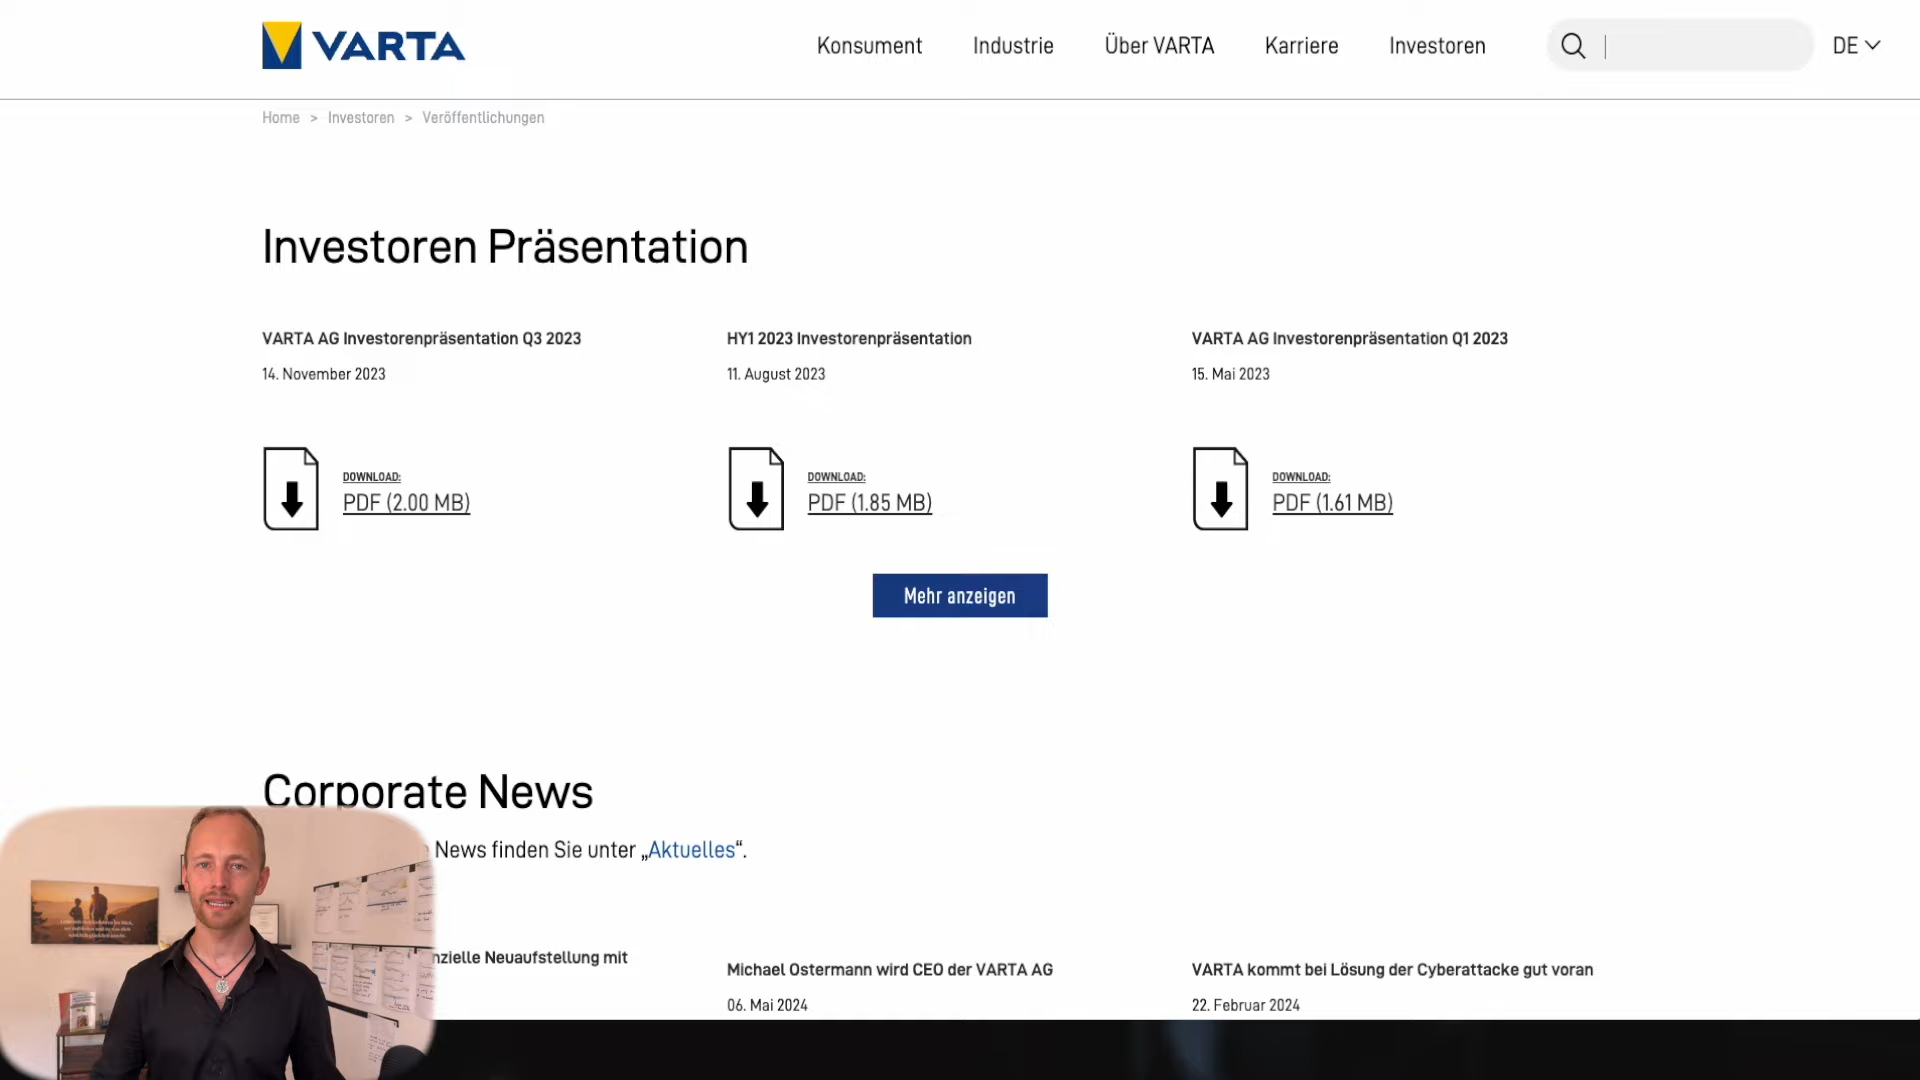 VARTA
Konsument
Industrie
Über VARTA
Karriere
Investoren
DE
Home > Investoren > Veröffentlichungen
Investoren Präsentation
VARTA AG Investorenpräsentation Q3 2023
14. November 2023
DOWNLOAD:
PDF (2.00 MB)
HY1 2023 Investorenpräsentation
11. August 2023
DOWNLOAD:
PDF (1.85 MB)
VARTA AG Investorenpräsentation Q1 2023
15. Mai 2023
DOWNLOAD:
PDF (1.61 MB)
Mehr anzeigen
Corporate News
News finden Sie unter „Aktuelles“.
nzielle Neuaufstellung mit
Michael Ostermann wird CEO der VARTA AG
06. Mai 2024
VARTA kommt bei Lösung der Cyberattacke gut voran
22. Februar 2024